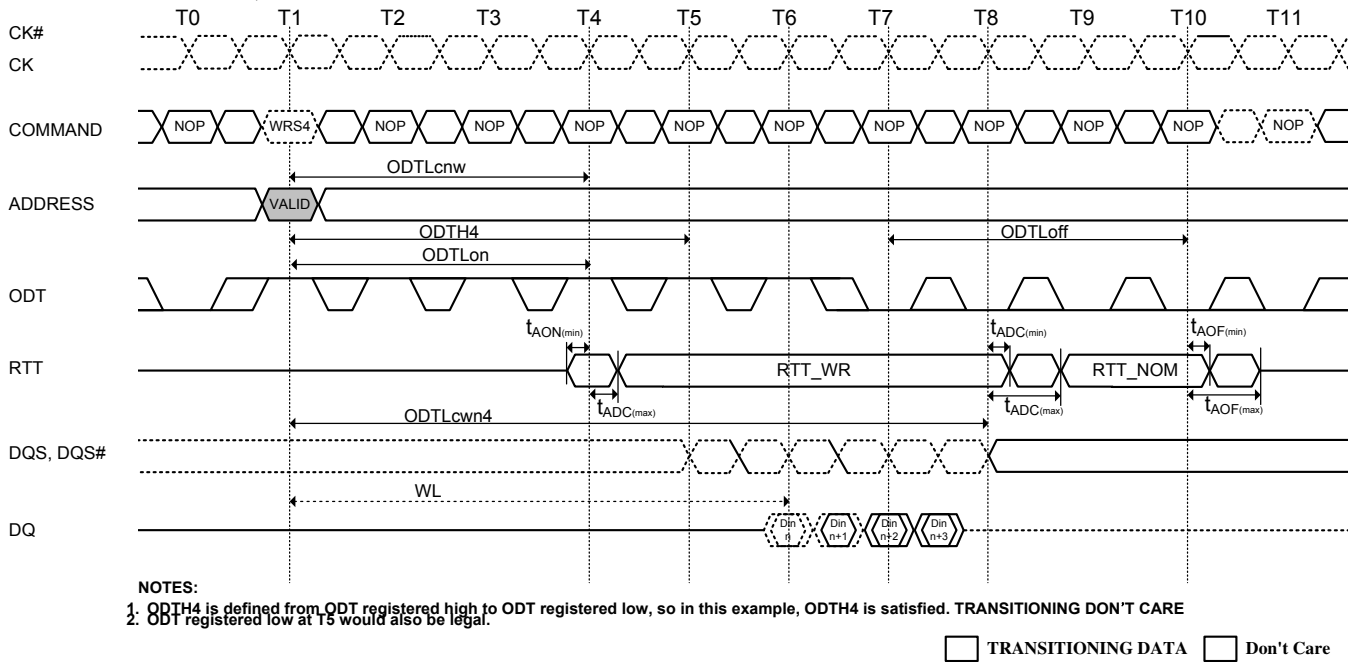 T0 T1 T2 T3 T4 T5 T6 T7 T8 T9 T10 T11
CK#
CK
COMMAND NOP WRS4 NOP NOP NOP NOP NOP NOP NOP NOP NOP NOP
ODTLcnw
ADDRESS VALID
ODTH4 ODTLoff
ODTLon
ODT
tAON(min) tADC(min) tAOF(min)
RTT RTT_WR RTT_NOM
tADC(max) tADC(max) tAOF(max)
ODTLcwn4
DQS, DQS#
WL
DQ Din n Din n+1 Din n+2 Din n+3
NOTES:
1. ODTH4 is defined from ODT registered high to ODT registered low, so in this example, ODTH4 is satisfied. TRANSITIONING DON'T CARE
2. ODT registered low at T5 would also be legal.
TRANSITIONING DATA Don't Care